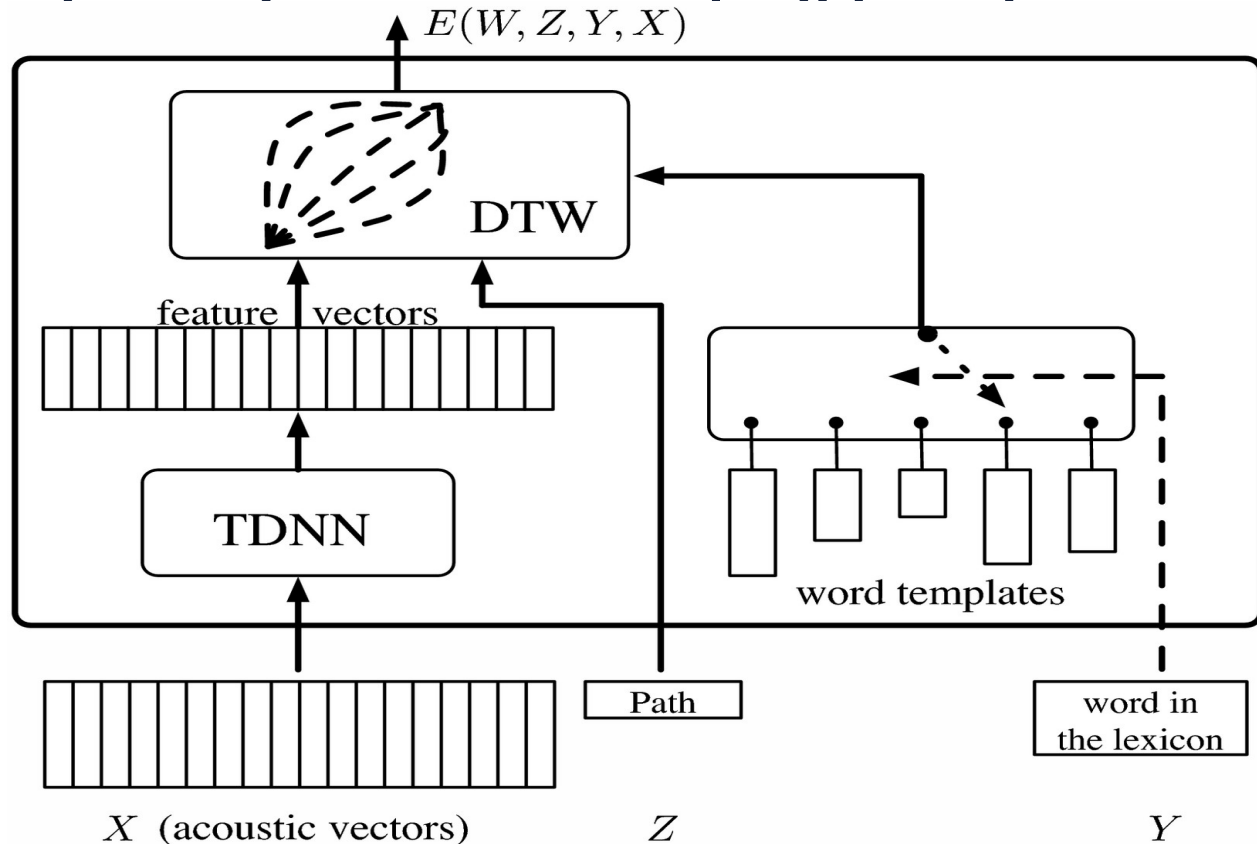 E(W, Z, Y, X)
DTW
feature vectors
TDNN
word templates
Path
word in
the lexicon
X (acoustic vectors)
Z
Y